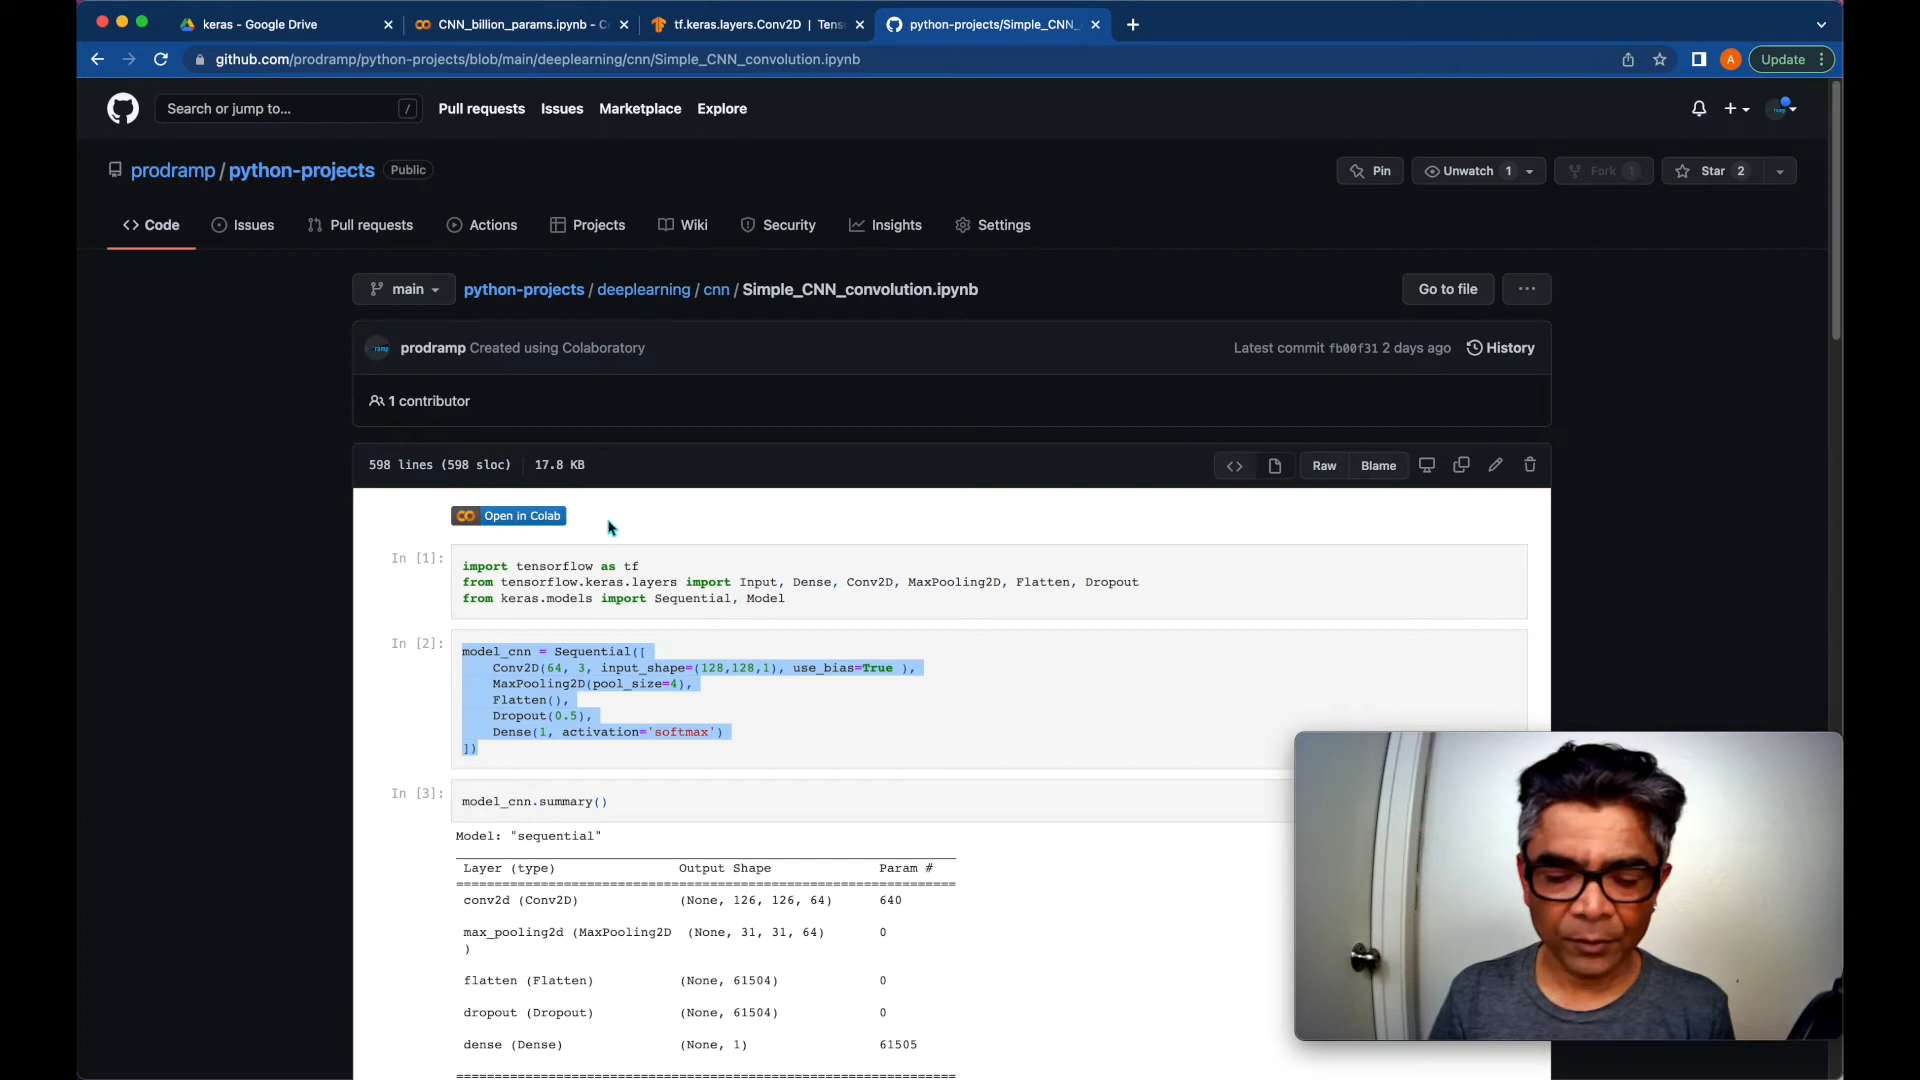 keras - Google Drive
CNN_billion_params.ipynb - C
tf.keras.layers.Conv2D | Tens
python-projects/Simple_CNN_
github.com/prodramp/python-projects/blob/main/deeplearning/cnn/Simple_CNN_convolution.ipynb
A
Update
Search or jump to...
/
Pull requests
Issues
Marketplace
Explore
prodramp / python-projects
Public
Pin
Unwatch 1
Fork 1
Star 2
Code
Issues
Pull requests
Actions
Projects
Wiki
Security
Insights
Settings
main
python-projects / deeplearning / cnn / Simple_CNN_convolution.ipynb
Go to file
...
prodramp Created using Colaboratory
Latest commit fb00f31 2 days ago
History
1 contributor
598 lines (598 sloc) 17.8 KB
<>
Raw
Blame
Open in Colab
In [1]:
import tensorflow as tf
from tensorflow.keras.layers import Input, Dense, Conv2D, MaxPooling2D, Flatten, Dropout
from keras.models import Sequential, Model
In [2]:
model_cnn = Sequential([
Conv2D(64, 3, input_shape=(128,128,1), use_bias=True ),
MaxPooling2D(pool_size=4),
Flatten(),
Dropout(0.5),
Dense(1, activation='softmax')
])
In [3]:
model_cnn.summary()
Model: "sequential"
Layer (type) Output Shape Param #
=================================================================
conv2d (Conv2D) (None, 126, 126, 64) 640
max_pooling2d (MaxPooling2D (None, 31, 31, 64) 0
)
flatten (Flatten) (None, 61504) 0
dropout (Dropout) (None, 61504) 0
dense (Dense) (None, 1) 61505
=================================================================